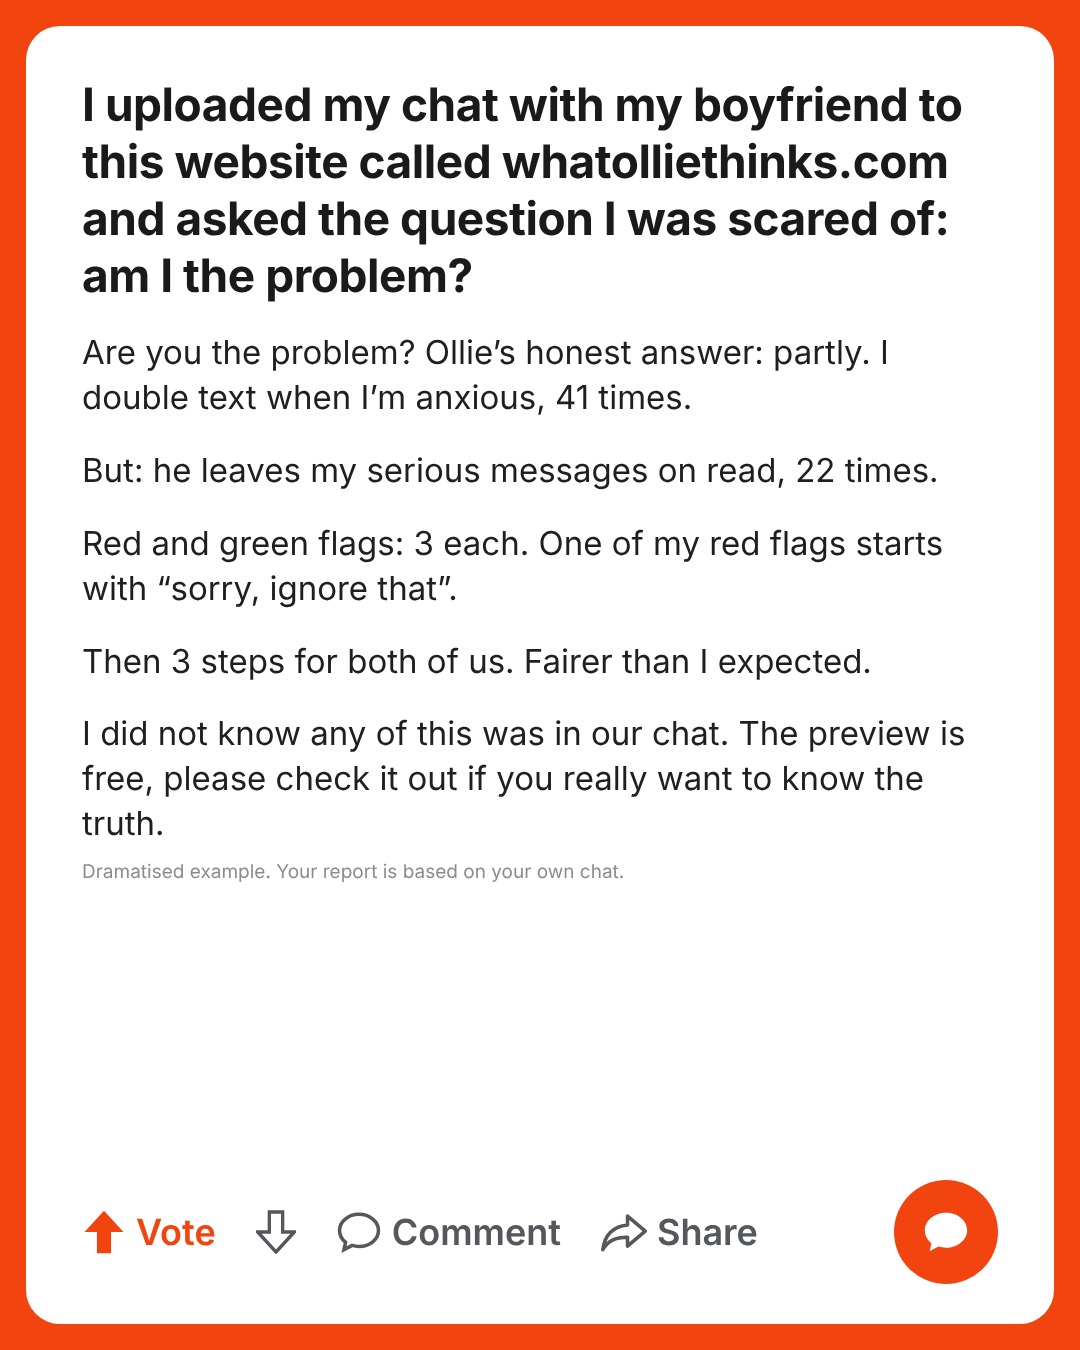 I uploaded my chat with my boyfriend to
this website called whatolliethinks.com
and asked the question I was scared of:
am I the problem?
Are you the problem? Ollie’s honest answer: partly. I
double text when I’m anxious, 41 times.
But: he leaves my serious messages on read, 22 times.
Red and green flags: 3 each. One of my red flags starts
with “sorry, ignore that”.
Then 3 steps for both of us. Fairer than I expected.
I did not know any of this was in our chat. The preview is
free, please check it out if you really want to know the
truth.
Dramatised example. Your report is based on your own chat.
Vote Comment Share